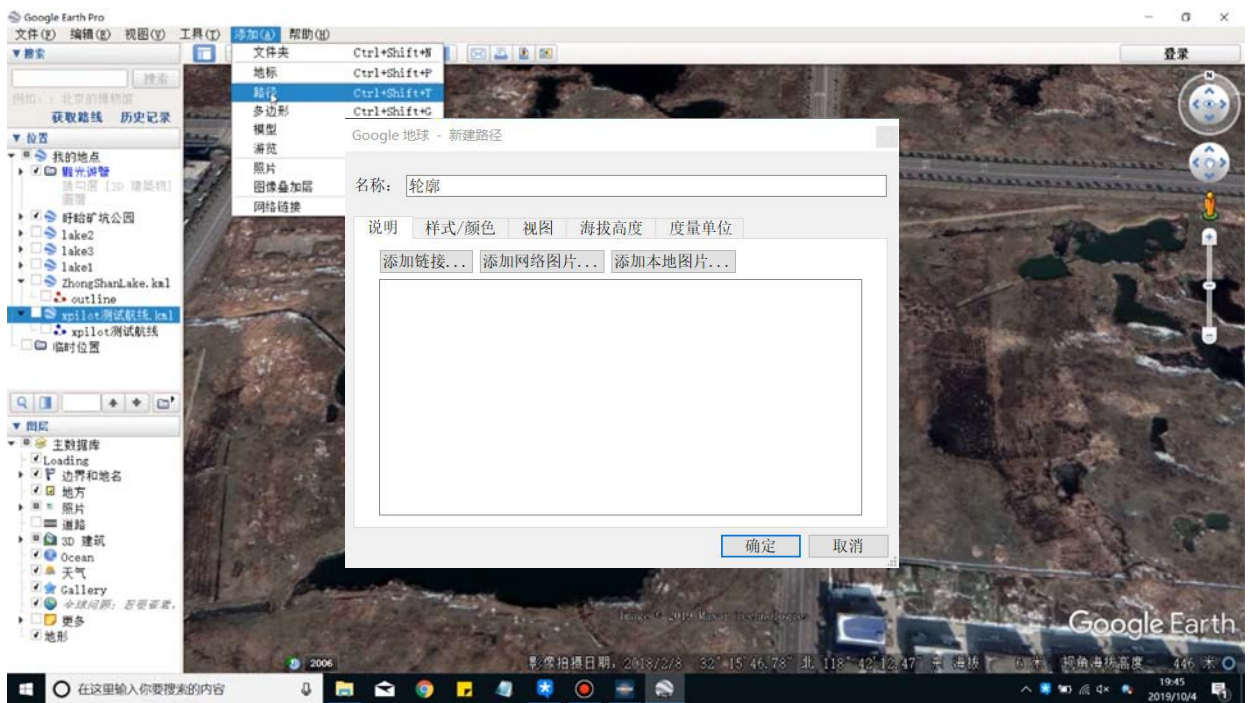 Google Earth Pro
文件(F) 编辑(E) 视图(V) 工具(T) 添加(A) 帮助(H)
▼搜索
搜索
获取路线 历史记录
文件夹 Ctrl+Shift+N
地标 Ctrl+Shift+P
路径 Ctrl+Shift+T
多边形 Ctrl+Shift+G
模型
游览
照片
图像叠加层
网络链接
登录
N
▼位置
我的地点
观光游览
盱眙矿坑公园
lake2
lake3
lake1
ZhongShanLake.kml
outline
xpilot测试航线.kml
xpilot测试航线
临时位置
▼图层
主数据库
Loading
边界和地名
地方
照片
道路
3D 建筑
Ocean
天气
Gallery
更多
地形
Google 地球 - 新建路径
名称: 轮廓
说明 样式/颜色 视图 海拔高度 度量单位
添加链接... 添加网络图片... 添加本地图片...
确定 取消
Image © 2019 Maxar Technologies
Google Earth
2006
影像拍摄日期: 2018/2/8 32°15'46.78" 北 118°42'12.47" 东 海拔 6 米 视角海拔高度 446 米
在这里输入你要搜索的内容
19:45
2019/10/4